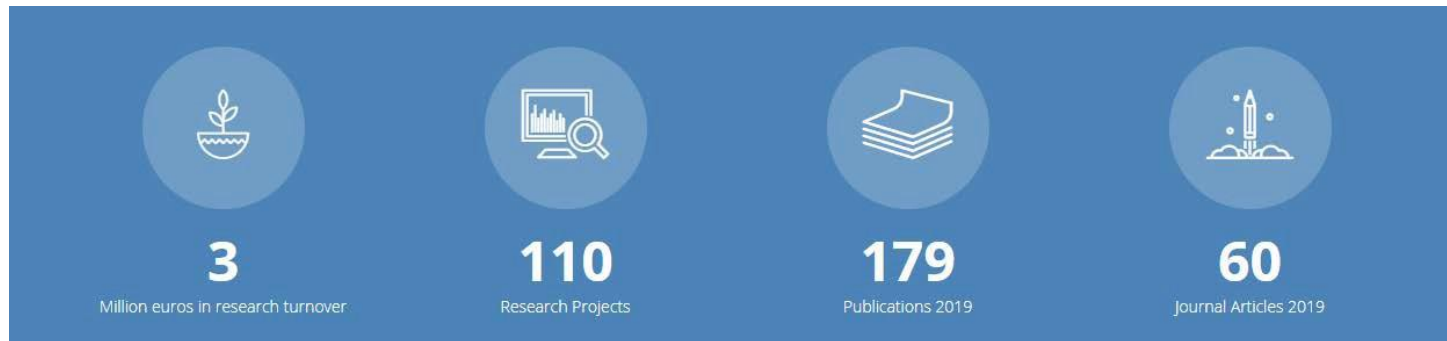 3
Million euros in research turnover
110
Research Projects
179
Publications 2019
60
Journal Articles 2019